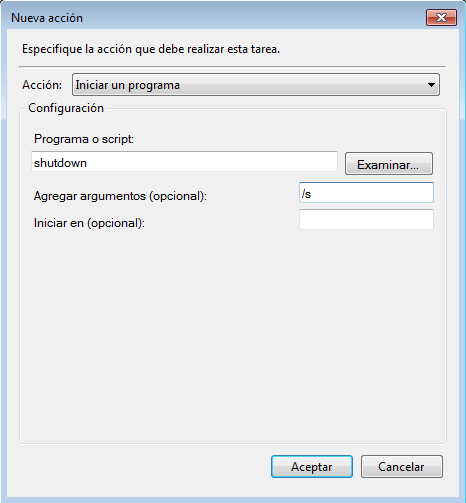 Nueva acción
Especifique la acción que debe realizar esta tarea.
Acción: Iniciar un programa
Configuración
Programa o script:
shutdown Examinar...
Agregar argumentos (opcional): /s
Iniciar en (opcional):
Aceptar Cancelar